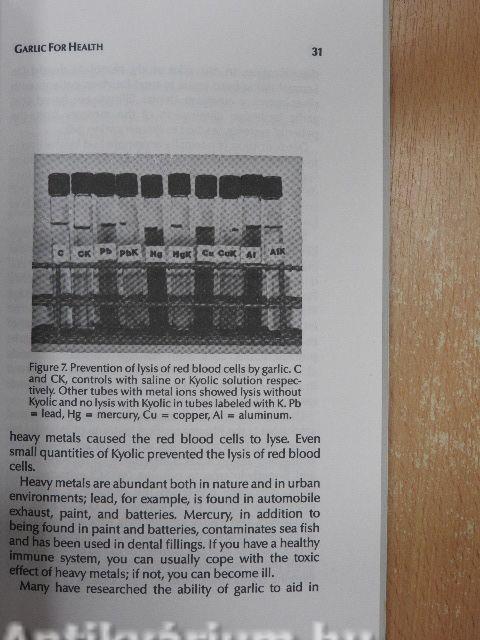 GARLIC FOR HEALTH 31
C CK Pb PbK Hg HgK Cu CuK Al AlK
Figure 7. Prevention of lysis of red blood cells by garlic. C
and CK, controls with saline or Kyolic solution respec-
tively. Other tubes with metal ions showed lysis without
Kyolic and no lysis with Kyolic in tubes labeled with K. Pb
= lead, Hg = mercury, Cu = copper, Al = aluminum.
heavy metals caused the red blood cells to lyse. Even
small quantities of Kyolic prevented the lysis of red blood
cells.
Heavy metals are abundant both in nature and in urban
environments; lead, for example, is found in automobile
exhaust, paint, and batteries. Mercury, in addition to
being found in paint and batteries, contaminates sea fish
and has been used in dental fillings. If you have a healthy
immune system, you can usually cope with the toxic
effect of heavy metals; if not, you can become ill.
Many have researched the ability of garlic to aid in
Antikvárium.hu